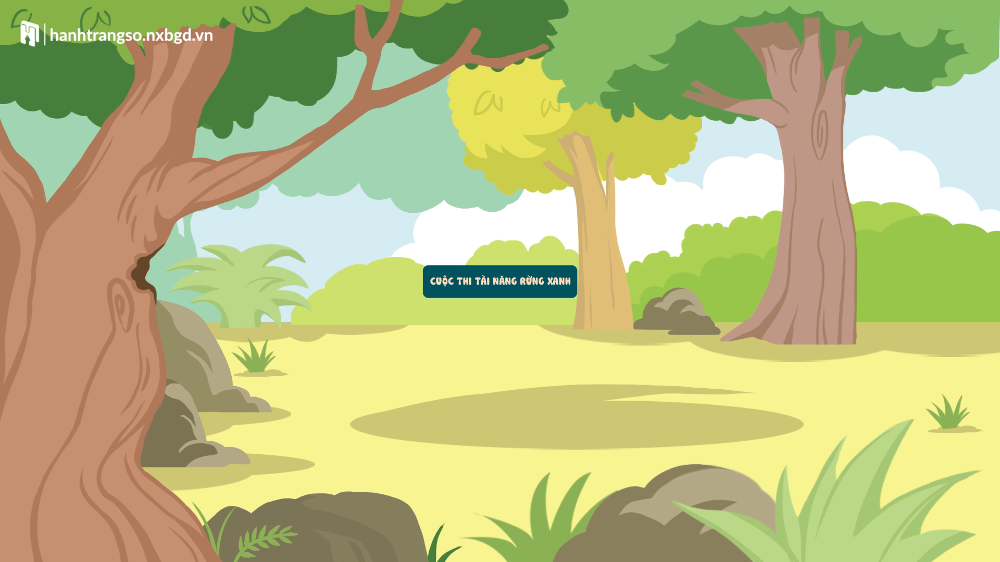 hanhtrangso.nxbgd.vn
CUỘC THI TÀI NĂNG RỪNG XANH